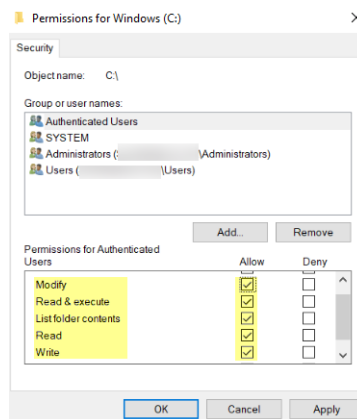 Permissions for Windows (C:)
Security
Object name: C:\
Group or user names:
Authenticated Users
SYSTEM
Administrators ( \Administrators)
Users ( \Users)
Add... Remove
Permissions for Authenticated
Users Allow Deny
Modify
Read & execute
List folder contents
Read
Write
OK Cancel Apply